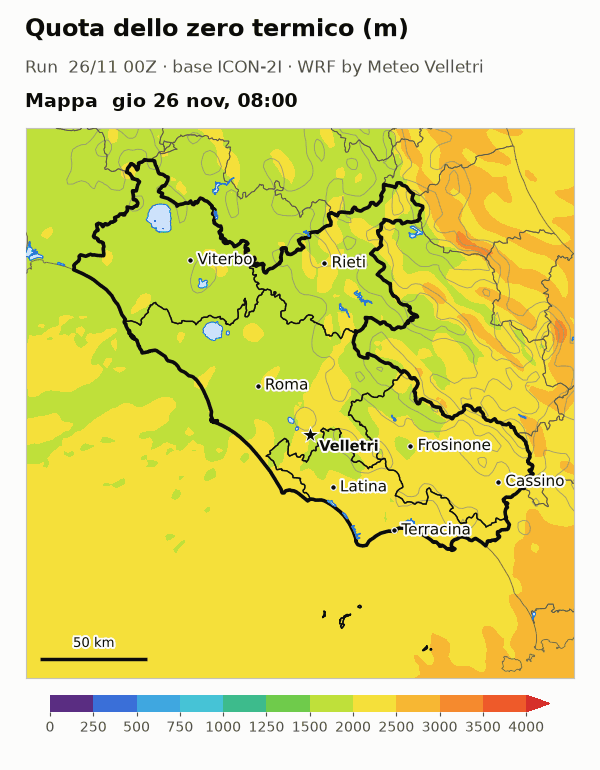 Quota dello zero termico (m)
Run 26/11 00Z · base ICON-2I · WRF by Meteo Velletri
Mappa gio 26 nov, 08:00
Viterbo
Rieti
Roma
Velletri
Frosinone
Latina
Cassino
Terracina
50 km
0 250 500 750 1000 1250 1500 2000 2500 3000 3500 4000